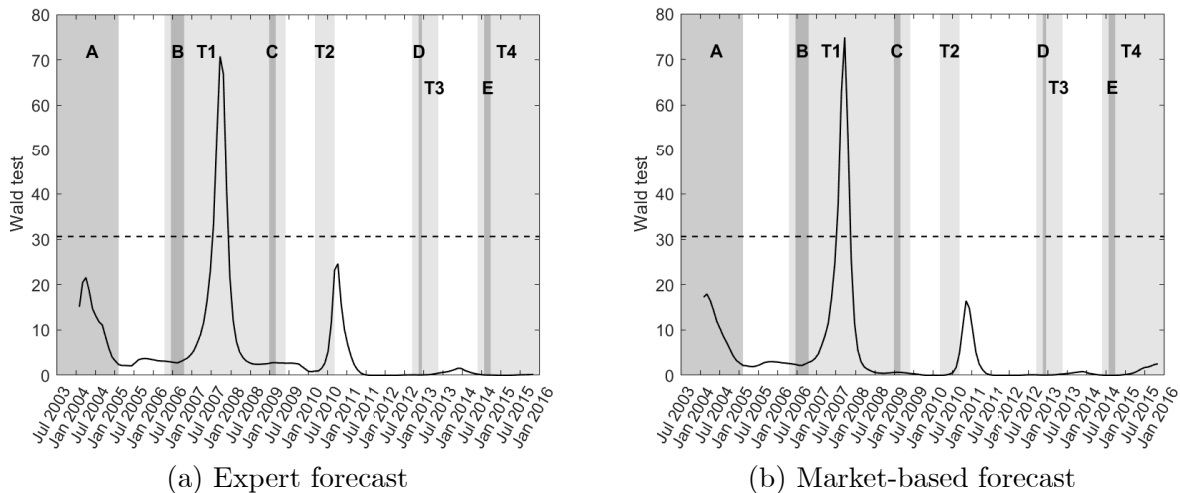 80
70
60
50
40
30
20
10
0
Wald test
A
B
T1
C
T2
D
T3
E
T4
Jul 2003
Jan 2004
Jul 2004
Jan 2005
Jul 2005
Jan 2006
Jul 2006
Jan 2007
Jul 2007
Jan 2008
Jul 2008
Jan 2009
Jul 2009
Jan 2010
Jul 2010
Jan 2011
Jul 2011
Jan 2012
Jul 2012
Jan 2013
Jul 2013
Jan 2014
Jul 2014
Jan 2015
Jul 2015
Jan 2016
(a) Expert forecast
80
70
60
50
40
30
20
10
0
Wald test
A
B
T1
C
T2
D
T3
E
T4
Jul 2003
Jan 2004
Jul 2004
Jan 2005
Jul 2005
Jan 2006
Jul 2006
Jan 2007
Jul 2007
Jan 2008
Jul 2008
Jan 2009
Jul 2009
Jan 2010
Jul 2010
Jan 2011
Jul 2011
Jan 2012
Jul 2012
Jan 2013
Jul 2013
Jan 2014
Jul 2014
Jan 2015
Jul 2015
Jan 2016
(b) Market-based forecast